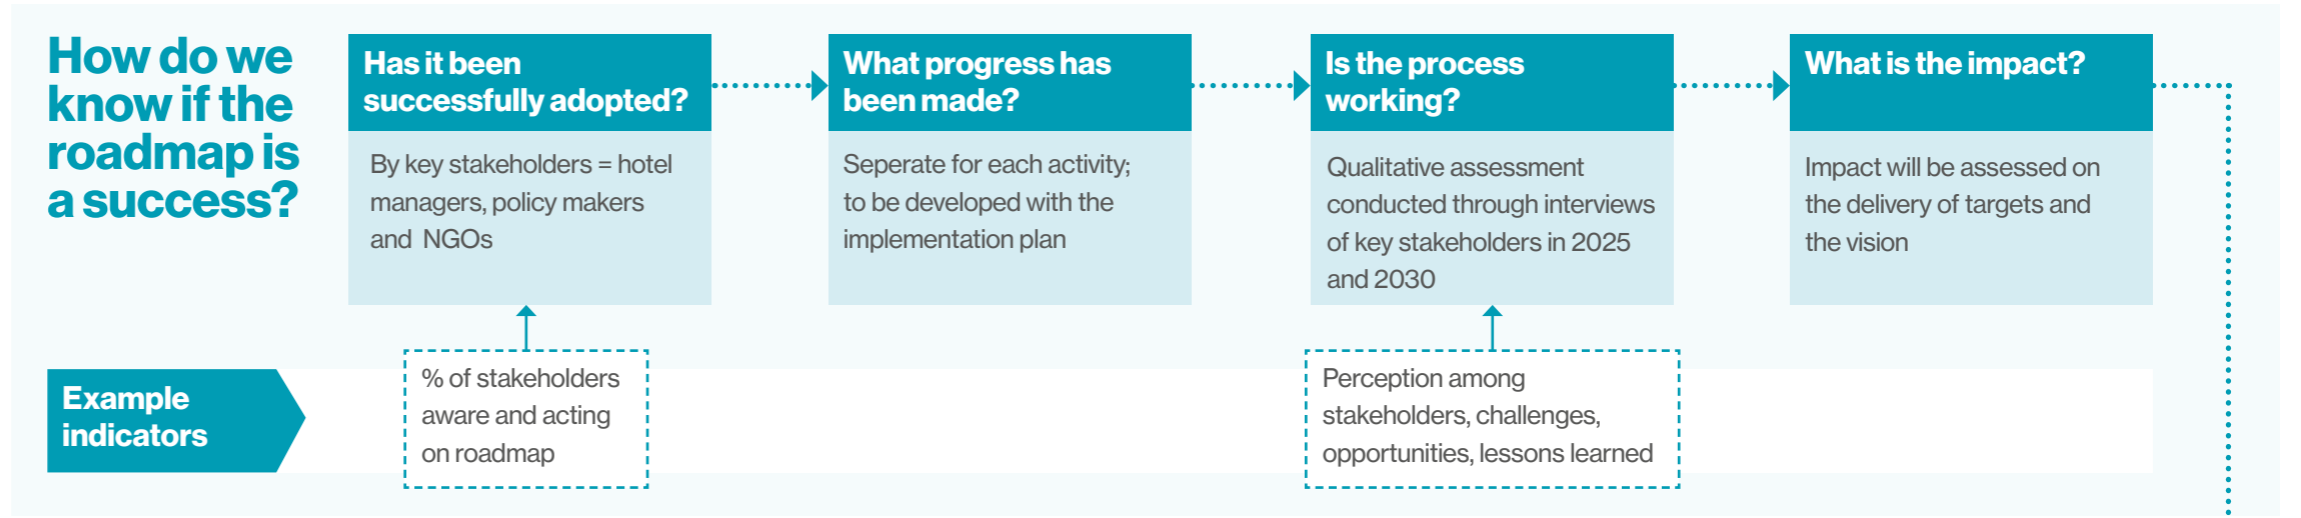 How do we
know if the
roadmap is
a success?
Has it been
successfully adopted?
By key stakeholders = hotel
managers, policy makers
and NGOs
What progress has
been made?
Seperate for each activity;
to be developed with the
implementation plan
Is the process
working?
Qualitative assessment
conducted through interviews
of key stakeholders in 2025
and 2030
What is the impact?
Impact will be assessed on
the delivery of targets and
the vision
Example
indicators
% of stakeholders
aware and acting
on roadmap
Perception among
stakeholders, challenges,
opportunities, lessons learned